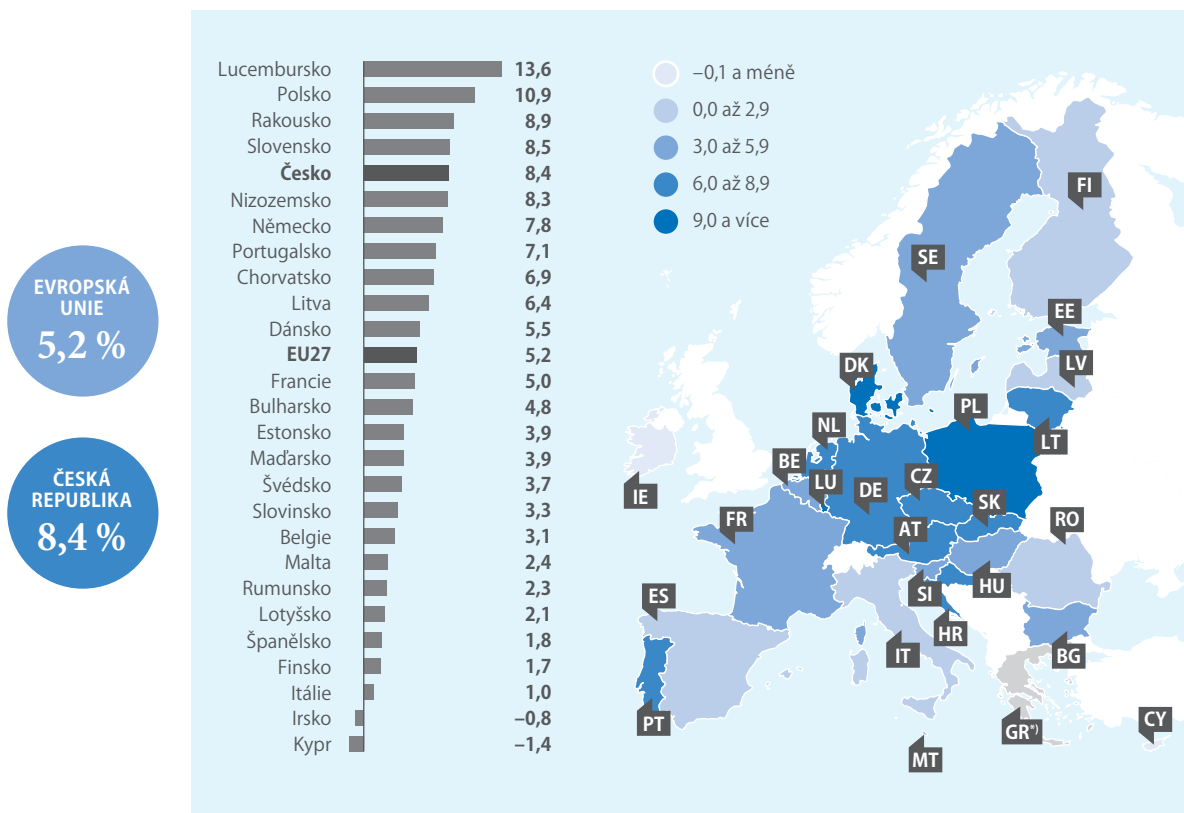 EVROPSKÁ
UNIE
5,2 %
ČESKÁ
REPUBLIKA
8,4 %
Lucembursko 13,6
Polsko 10,9
Rakousko 8,9
Slovensko 8,5
Česko 8,4
Nizozemsko 8,3
Německo 7,8
Portugalsko 7,1
Chorvatsko 6,9
Litva 6,4
Dánsko 5,5
EU27 5,2
Francie 5,0
Bulharsko 4,8
Estonsko 3,9
Maďarsko 3,9
Švédsko 3,7
Slovinsko 3,3
Belgie 3,1
Malta 2,4
Rumunsko 2,3
Lotyšsko 2,1
Španělsko 1,8
Finsko 1,7
Itálie 1,0
Irsko –0,8
Kypr –1,4
–0,1 a méně
0,0 až 2,9
3,0 až 5,9
6,0 až 8,9
9,0 a více
FI
SE
EE
LV
DK
PL
NL
LT
BE
LU
DE
CZ
IE
SK
FR
AT
RO
HU
SI
ES
HR
IT
BG
PT
GR*)
CY
MT